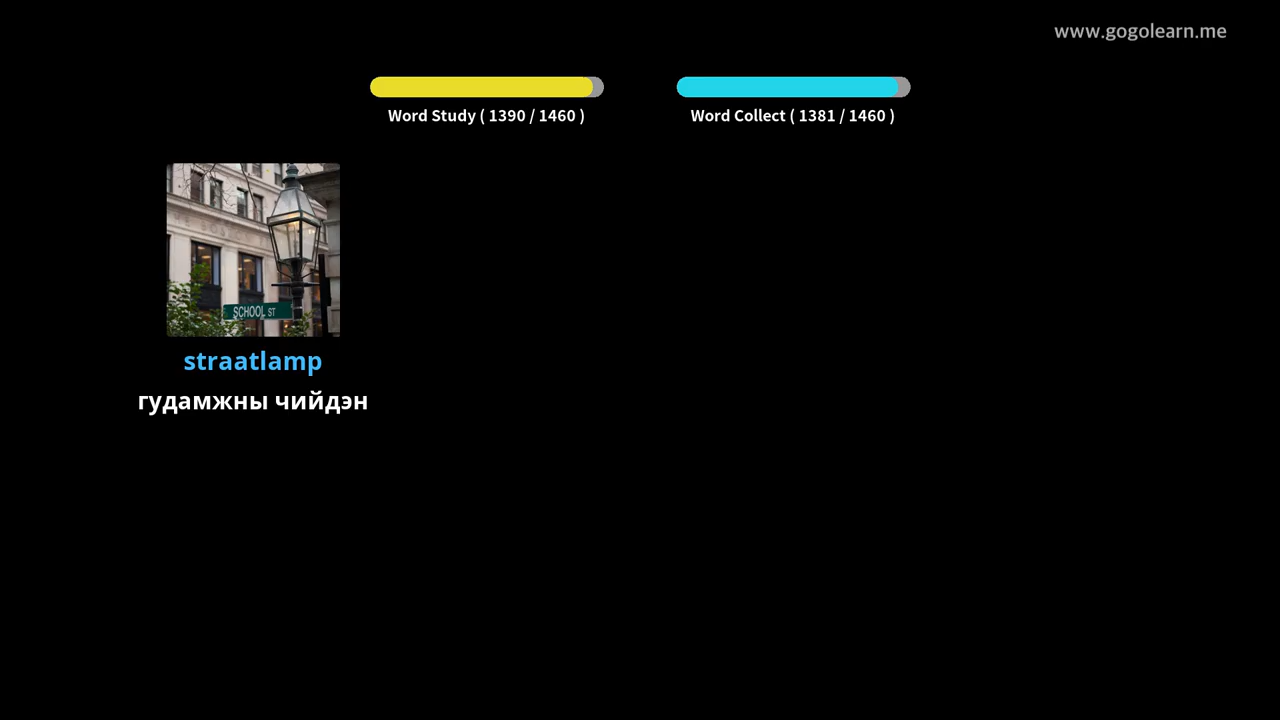 www.gogolearn.me
Word Study ( 1390 / 1460 )
Word Collect ( 1381 / 1460 )
SCHOOL ST
straatlamp
гудамжны чийдэн